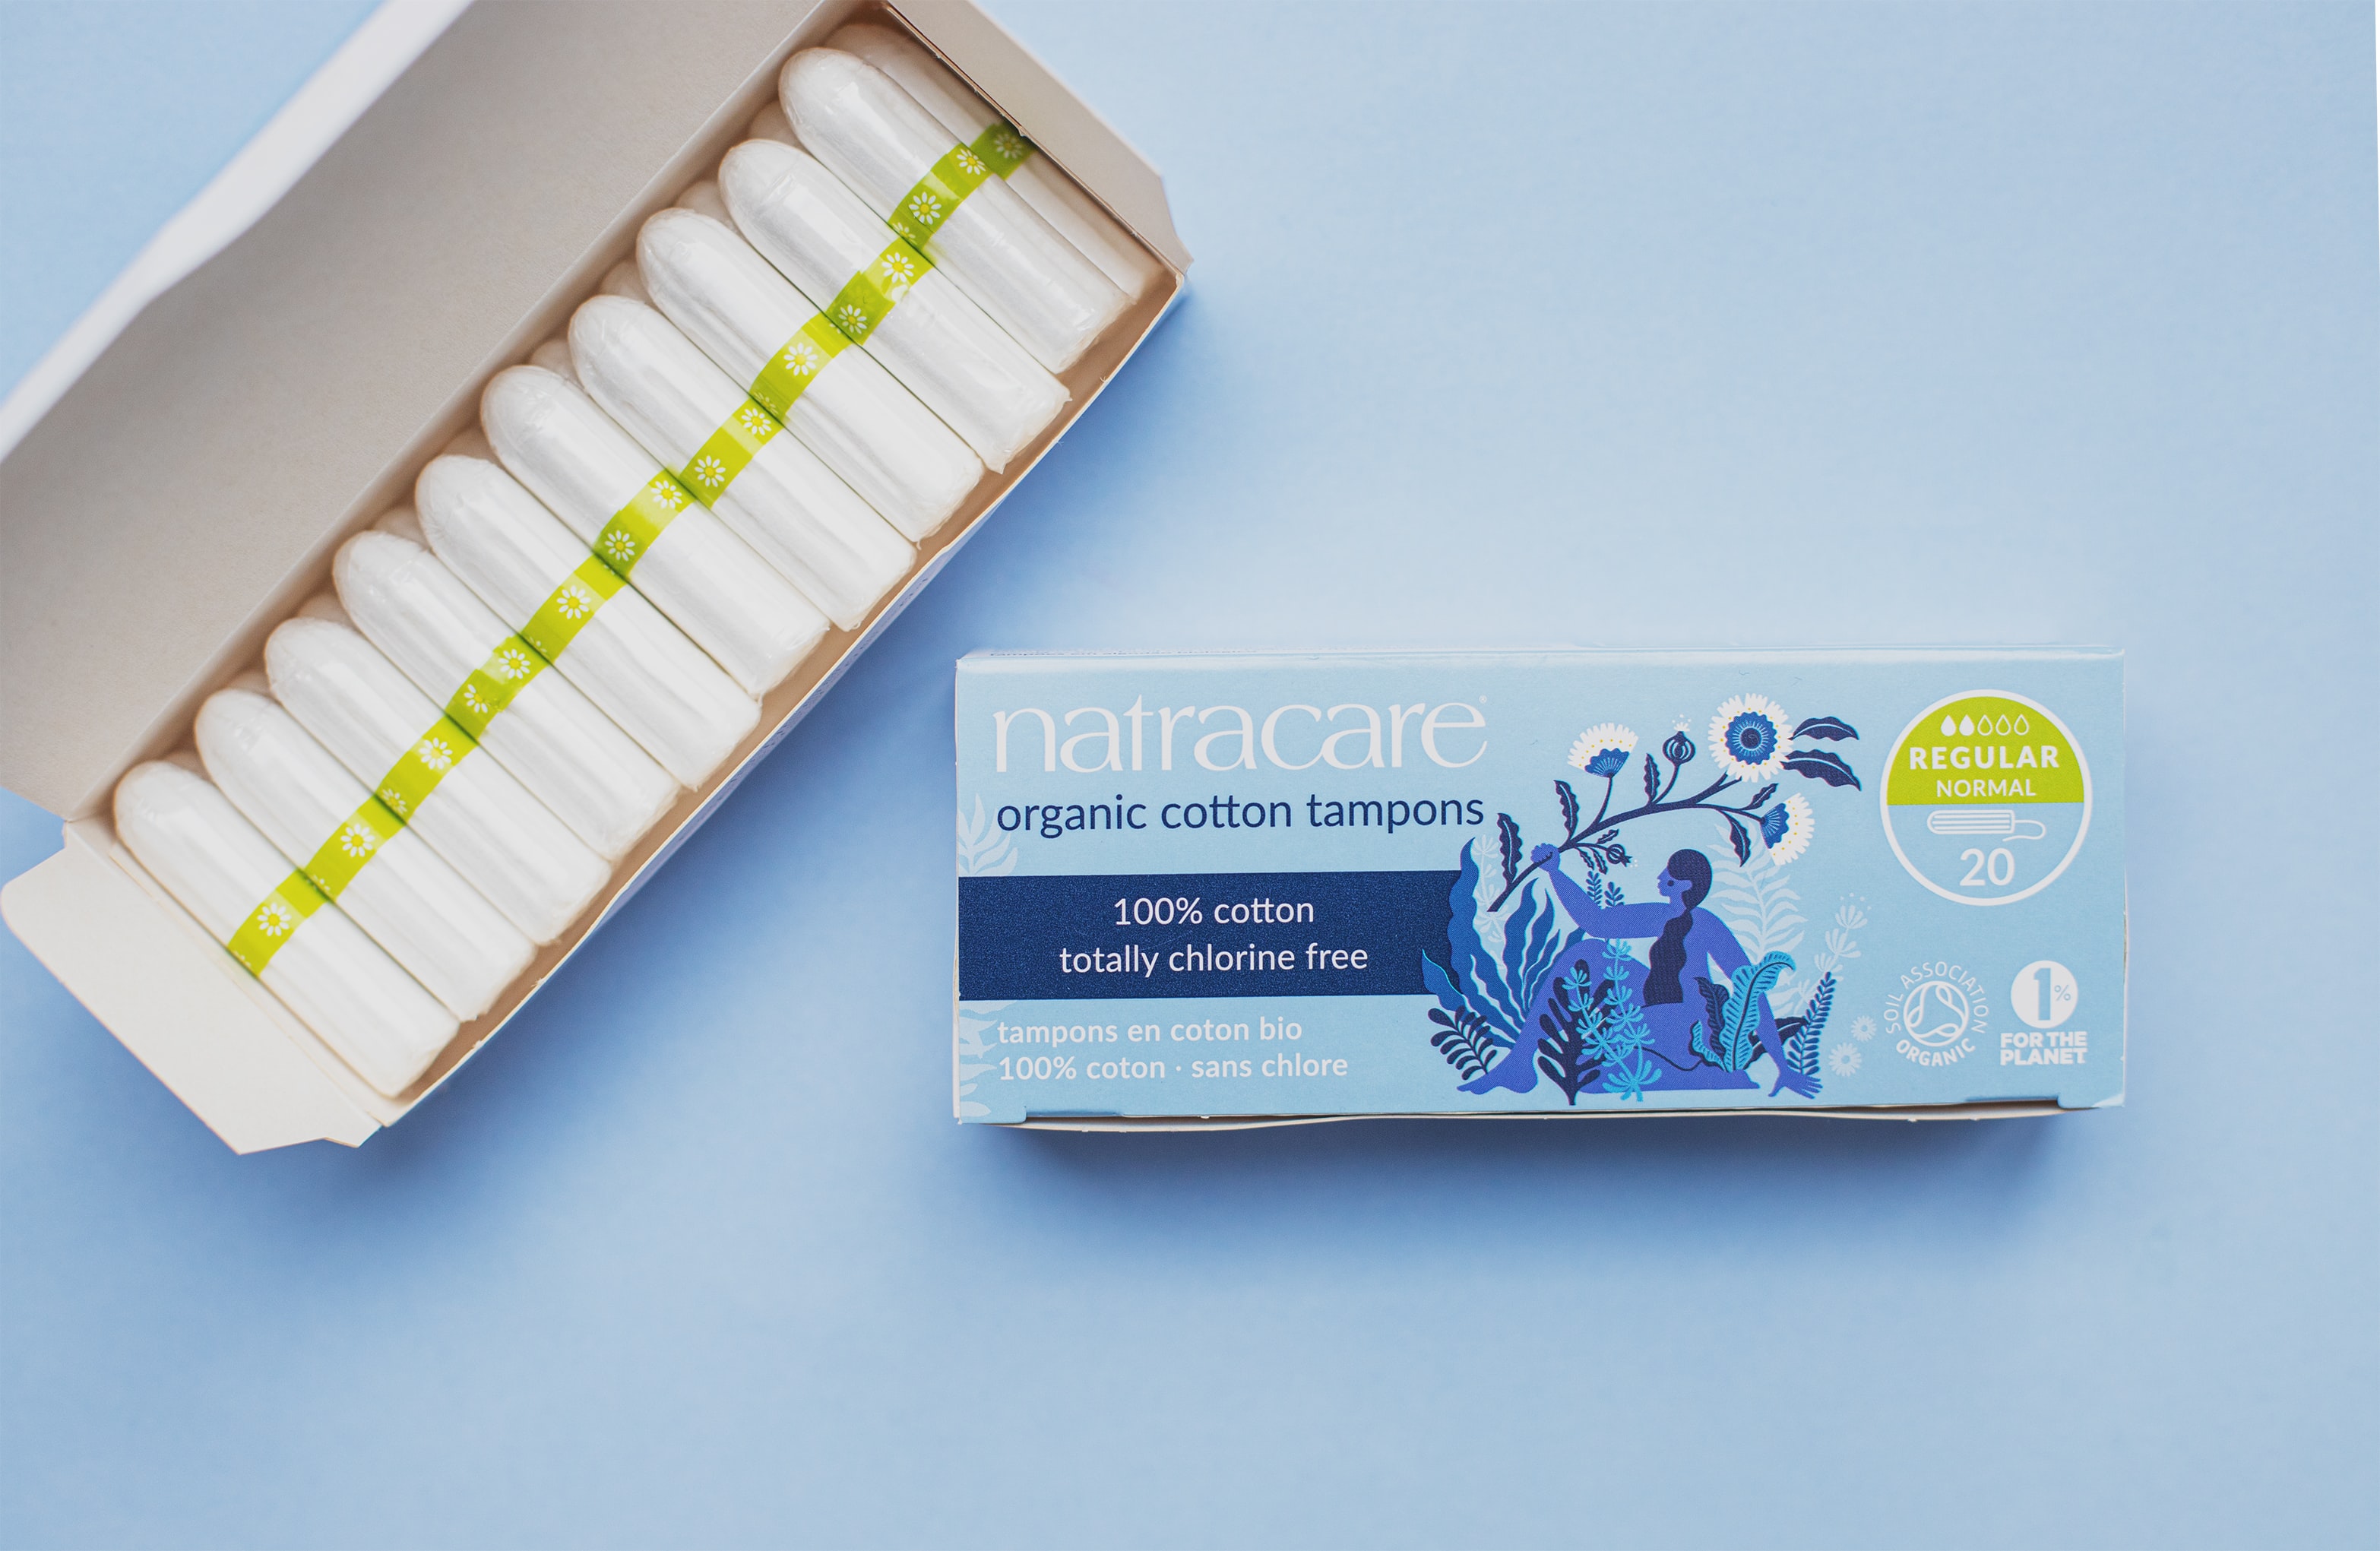 natracare
organic cotton tampons
100% cotton
totally chlorine free
tampons en coton bio
100% coton · sans chlore
REGULAR
NORMAL
20
SOIL ASSOCIATION
ORGANIC
1%
FOR THE
PLANET